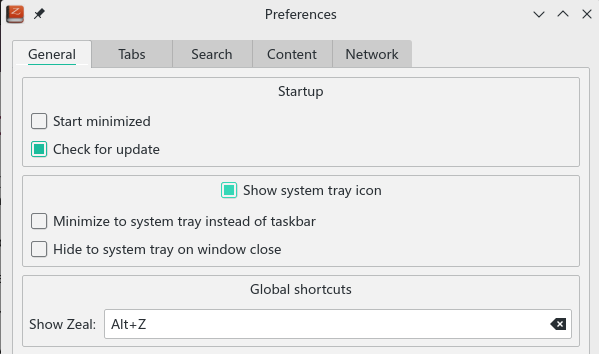 Preferences
General Tabs Search Content Network
Startup
Start minimized
Check for update
Show system tray icon
Minimize to system tray instead of taskbar
Hide to system tray on window close
Global shortcuts
Show Zeal: Alt+Z